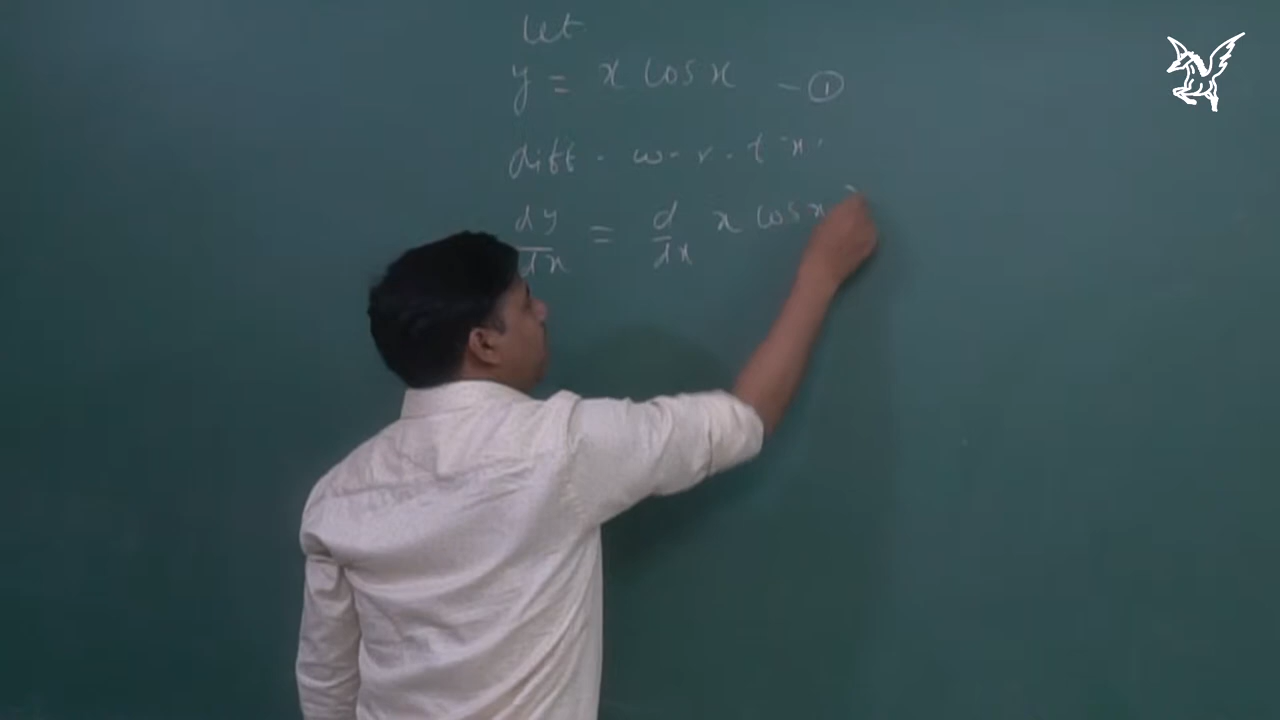 let
y = x cos x — ①
diff. w.r.t x.
dy/dx = d/dx x cos x